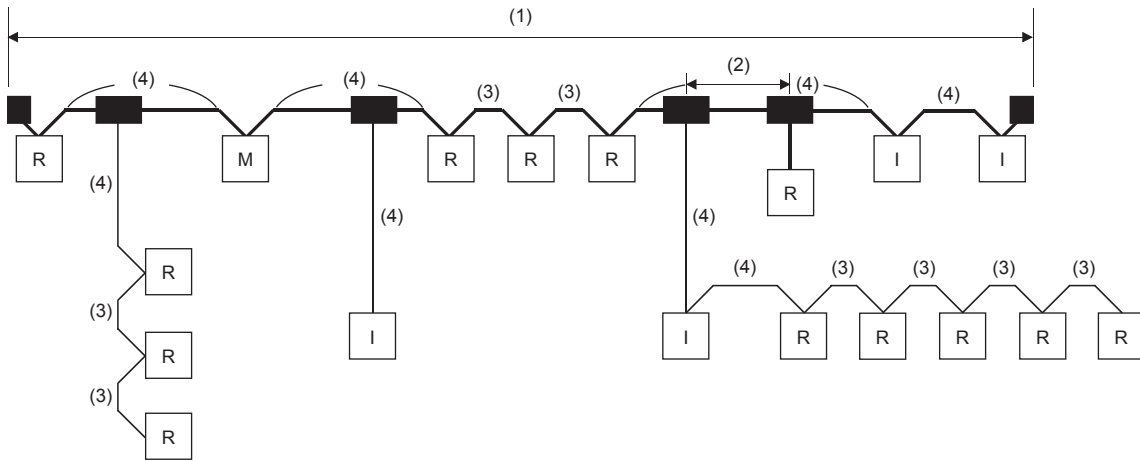 (1)
(4) (4) (3) (3) (2) (4) (4)
R M R R R I I
R
(4) (4) (4)
R
(3)
R
(3)
R
I
(4) (3) (3) (3) (3)
I R R R R R